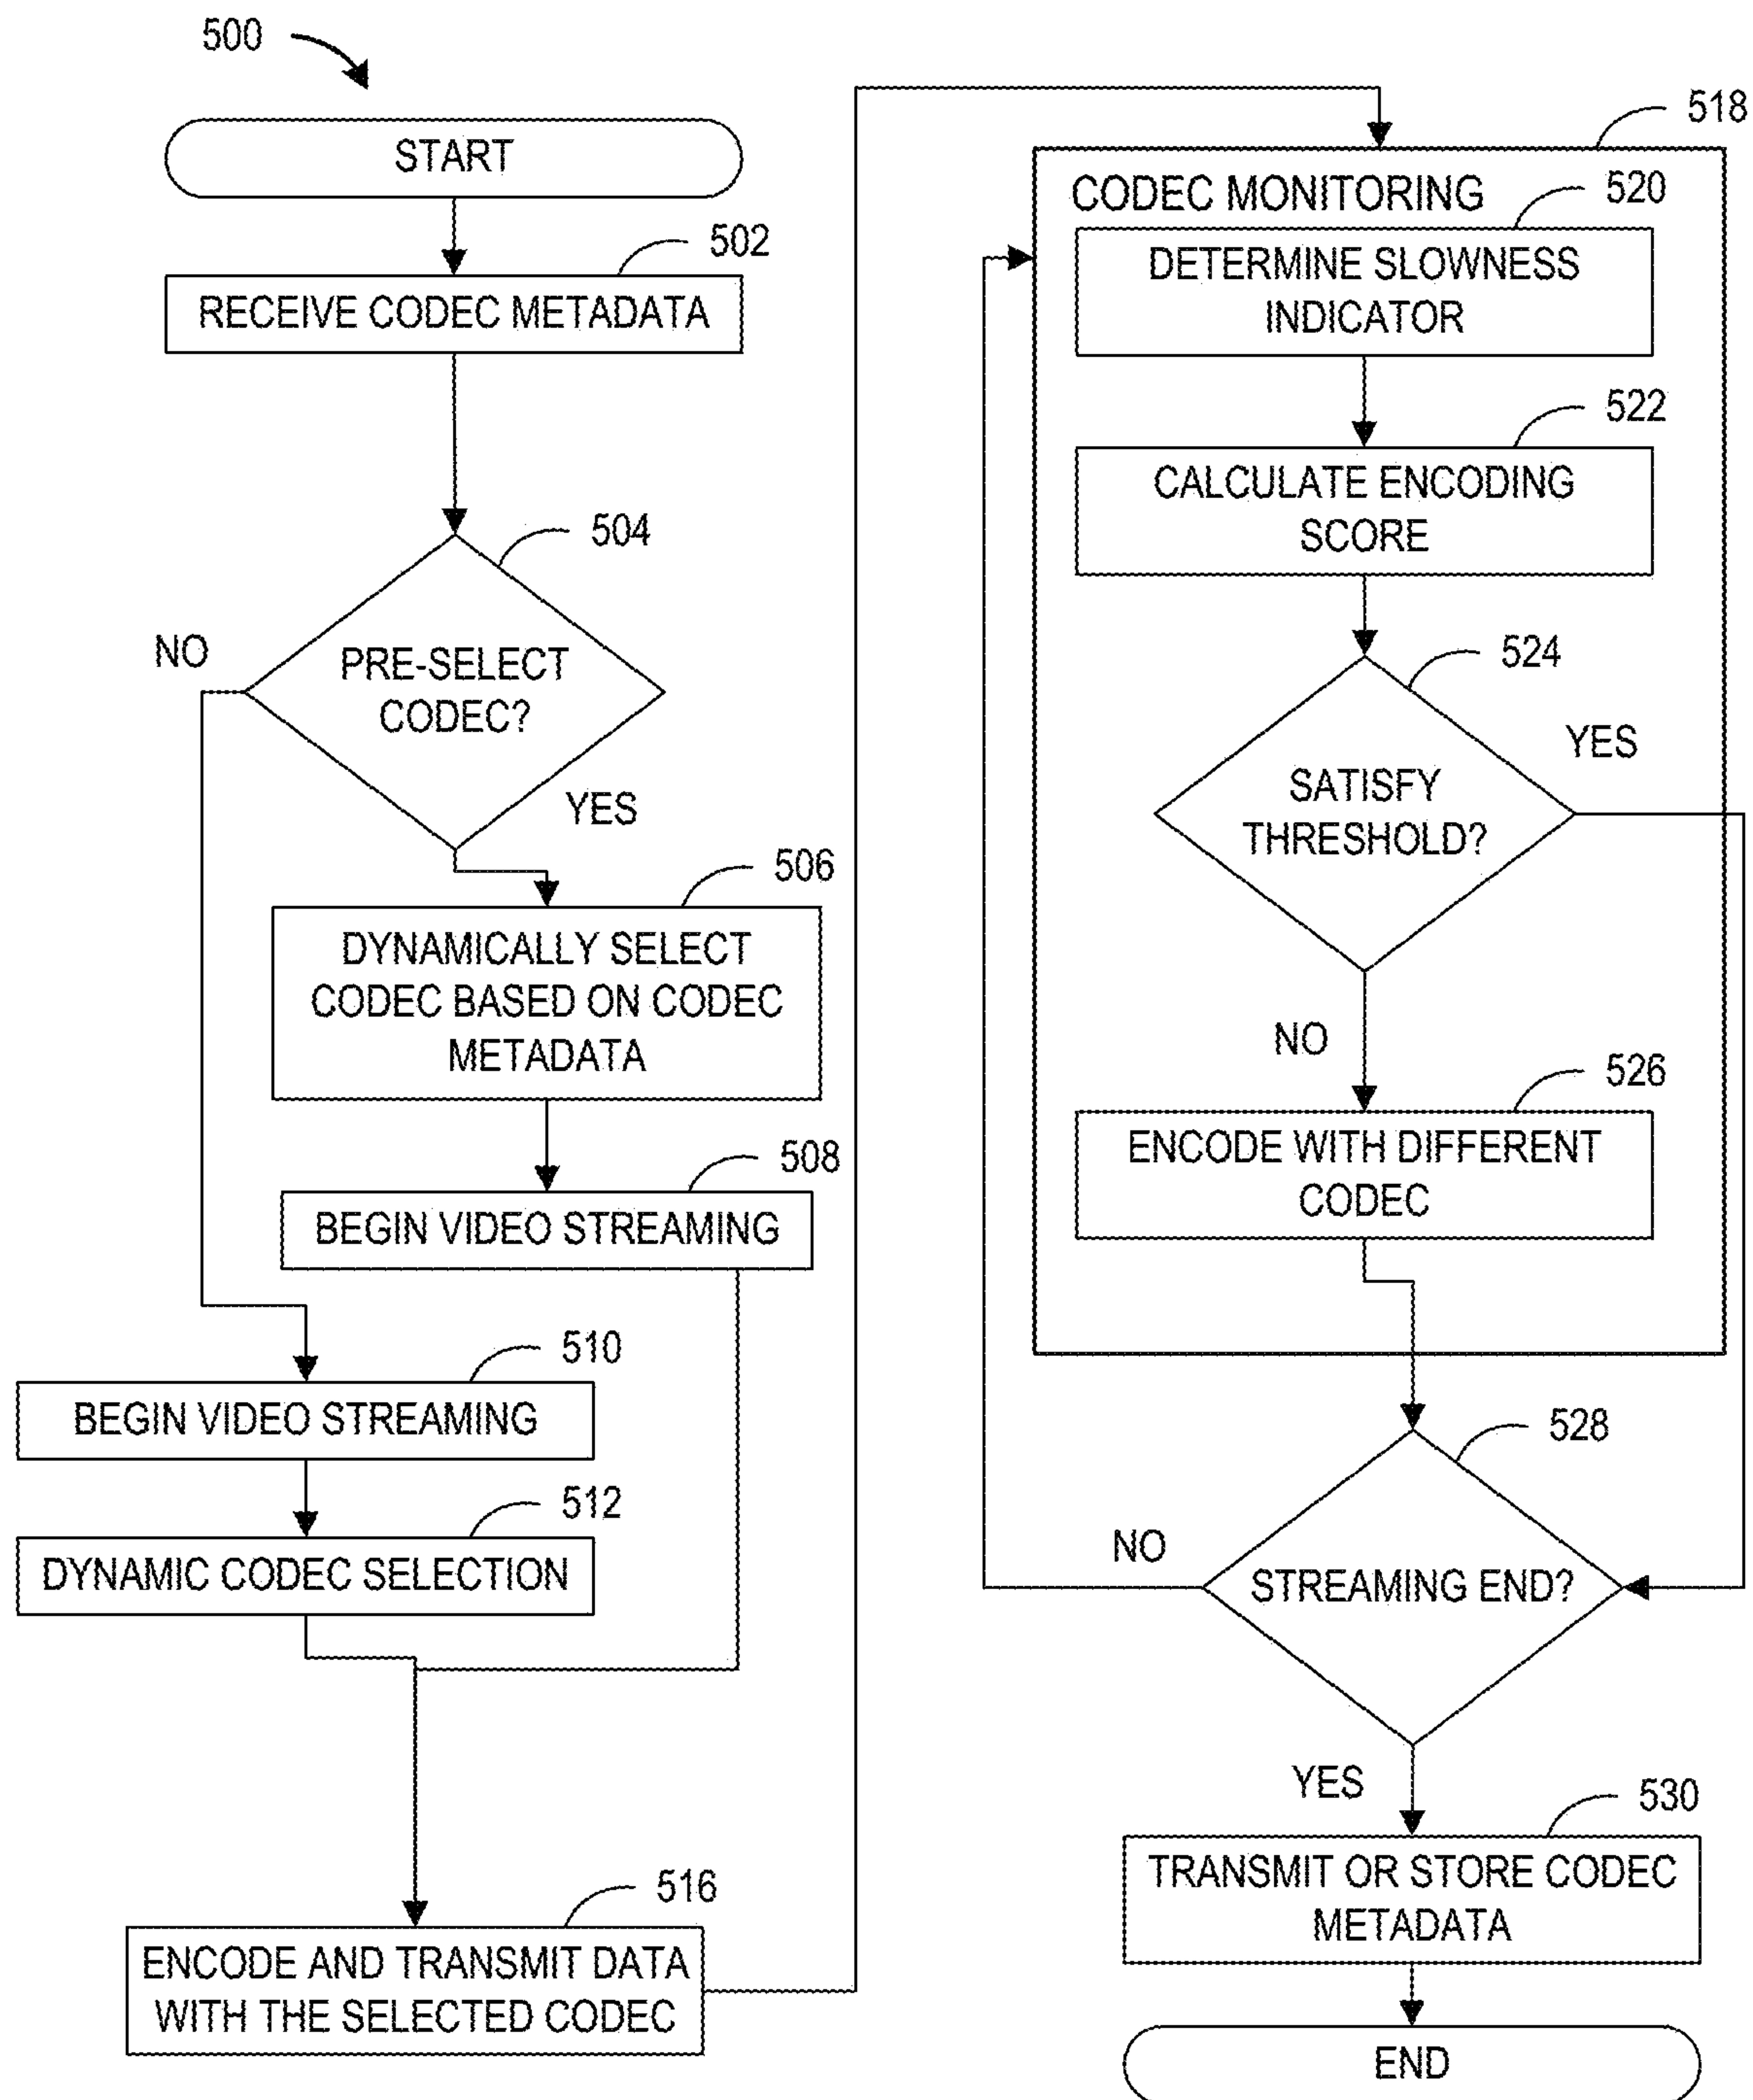 500
START
502
RECEIVE CODEC METADATA
504
NO
PRE-SELECT
CODEC?
YES
506
DYNAMICALLY SELECT
CODEC BASED ON CODEC
METADATA
508
BEGIN VIDEO STREAMING
510
BEGIN VIDEO STREAMING
512
DYNAMIC CODEC SELECTION
516
ENCODE AND TRANSMIT DATA
WITH THE SELECTED CODEC
518
CODEC MONITORING
520
DETERMINE SLOWNESS
INDICATOR
522
CALCULATE ENCODING
SCORE
524
YES
SATISFY
THRESHOLD?
NO
526
ENCODE WITH DIFFERENT
CODEC
528
NO
STREAMING END?
YES
530
TRANSMIT OR STORE CODEC
METADATA
END